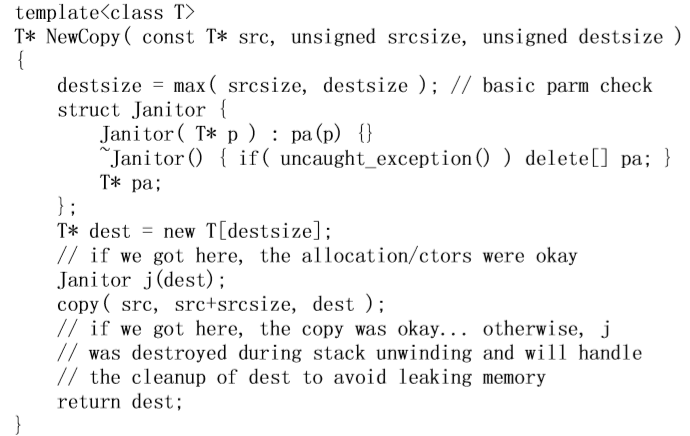 template<class T>
T* NewCopy( const T* src, unsigned srcsize, unsigned destsize )
{
    destsize = max( srcsize, destsize ); // basic parm check
    struct Janitor {
        Janitor( T* p ) : pa(p) {}
        ~Janitor() { if( uncaught_exception() ) delete[] pa; }
        T* pa;
    };
    T* dest = new T[destsize];
    // if we got here, the allocation/ctors were okay
    Janitor j(dest);
    copy( src, src+srcsize, dest );
    // if we got here, the copy was okay... otherwise, j
    // was destroyed during stack unwinding and will handle
    // the cleanup of dest to avoid leaking memory
    return dest;
}